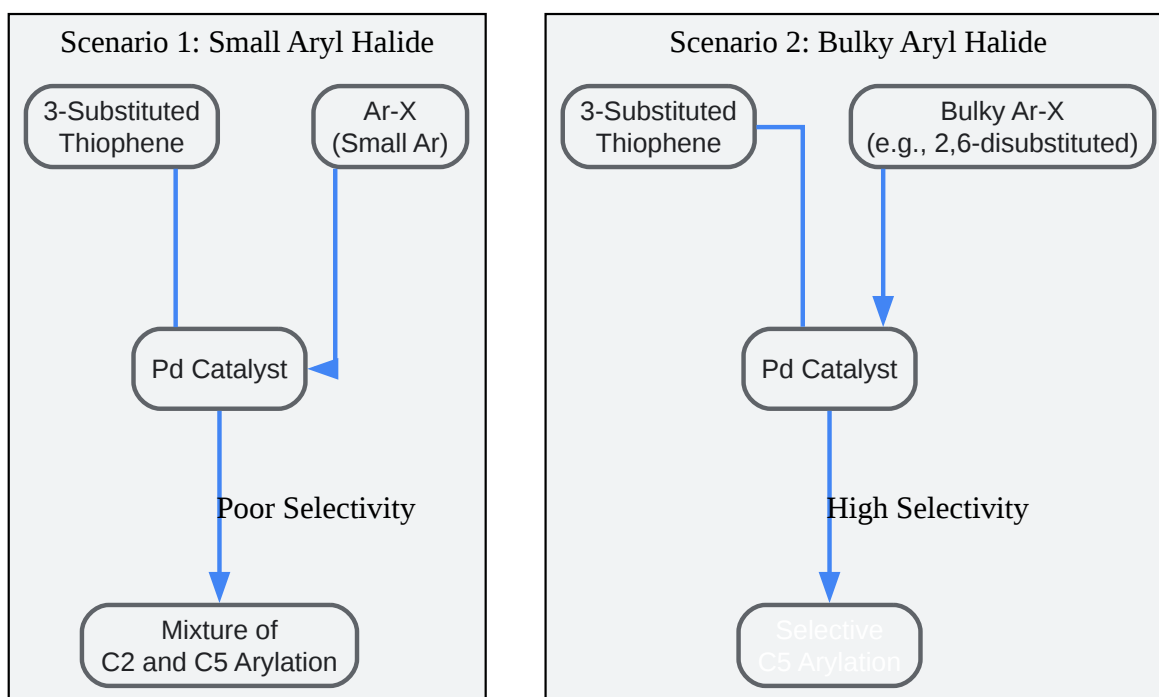 Scenario 1: Small Aryl Halide
3-Substituted
Thiophene
Ar-X
(Small Ar)
Pd Catalyst
Poor Selectivity
Mixture of
C2 and C5 Arylation
Scenario 2: Bulky Aryl Halide
3-Substituted
Thiophene
Bulky Ar-X
(e.g., 2,6-disubstituted)
Pd Catalyst
High Selectivity
Selective
C5 Arylation